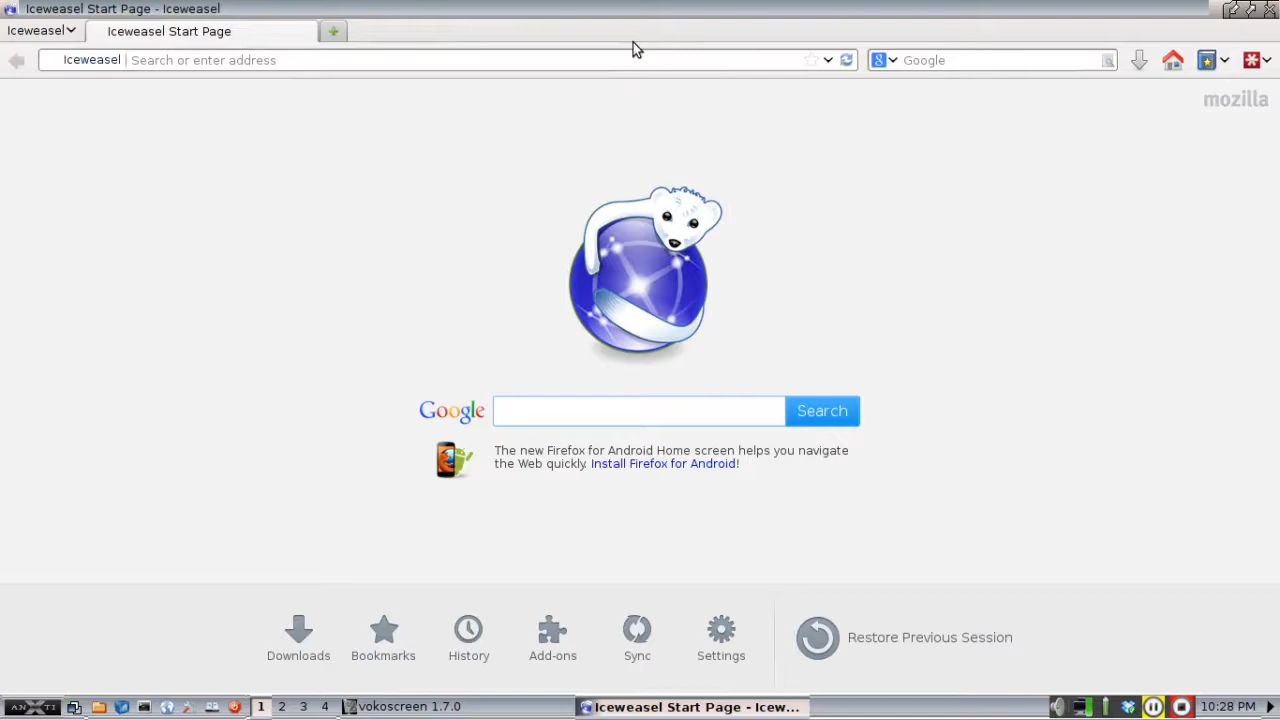 Iceweasel Start Page - Iceweasel
Iceweasel
Iceweasel Start Page
Iceweasel
Search or enter address
Google
mozilla
Google
Search
The new Firefox for Android Home screen helps you navigate
the Web quickly. Install Firefox for Android!
Downloads
Bookmarks
History
Add-ons
Sync
Settings
Restore Previous Session
ANTI
1
2
3
4
vokoscreen 1.7.0
Iceweasel Start Page - Icew...
10:28 PM